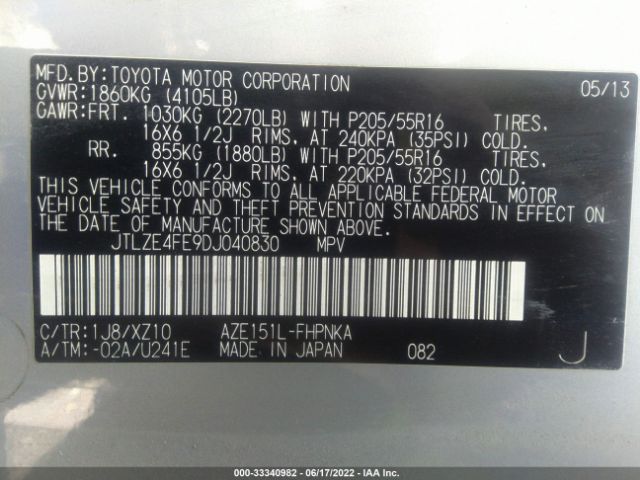 MFD.BY:TOYOTA MOTOR CORPORATION 05/13
GVWR:1860KG (4105LB)
GAWR:FRT. 1030KG (2270LB) WITH P205/55R16 TIRES,
16X6 1/2J RIMS, AT 240KPA (35PSI) COLD.
RR. 855KG (1880LB) WITH P205/55R16 TIRES,
16X6 1/2J RIMS, AT 220KPA (32PSI) COLD.
THIS VEHICLE CONFORMS TO ALL APPLICABLE FEDERAL MOTOR
VEHICLE SAFETY AND THEFT PREVENTION STANDARDS IN EFFECT ON
THE DATE OF MANUFACTURE SHOWN ABOVE.
JTLZE4FE9DJ040830 MPV
C/TR:1J8/XZ10 AZE151L-FHPNKA
A/TM:-02A/U241E MADE IN JAPAN 082 J
000-33340982 - 06/17/2022 - IAA Inc.